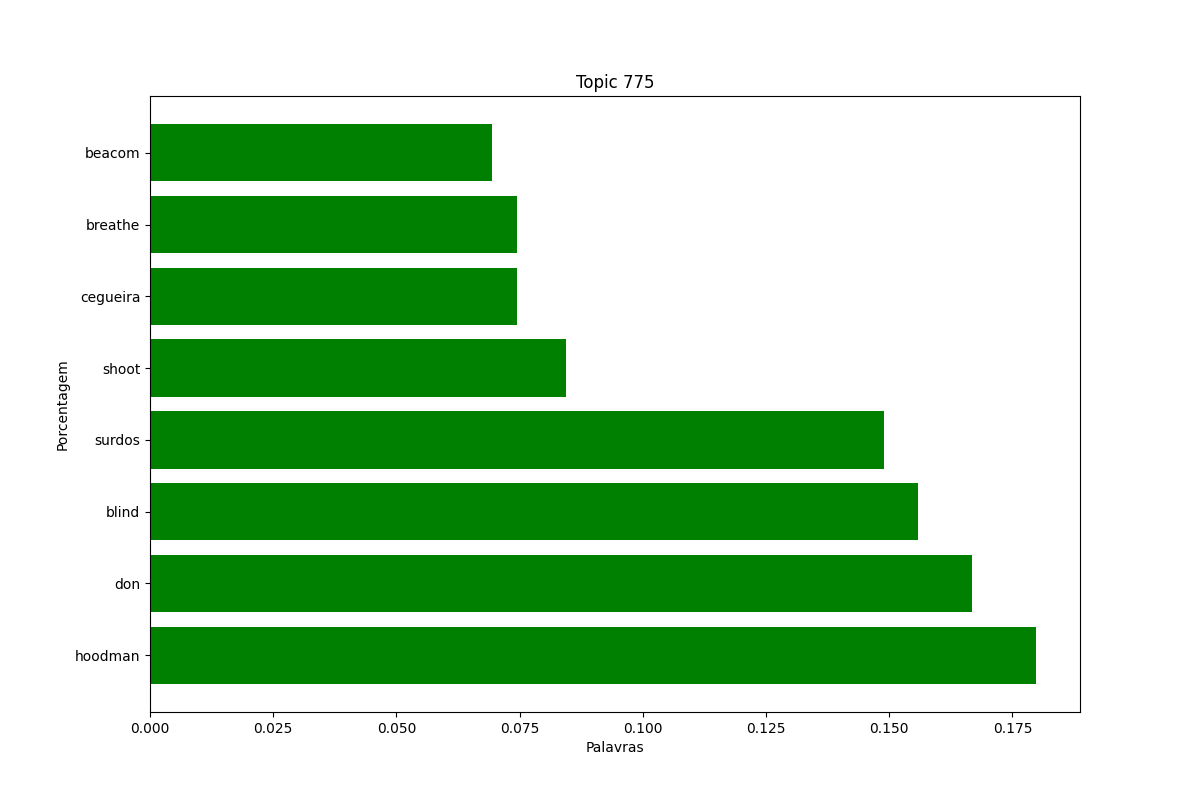 Topic 775
beacom
breathe
cegueira
shoot
surdos
blind
don
hoodman
Porcentagem
0.000 0.025 0.050 0.075 0.100 0.125 0.150 0.175
Palavras